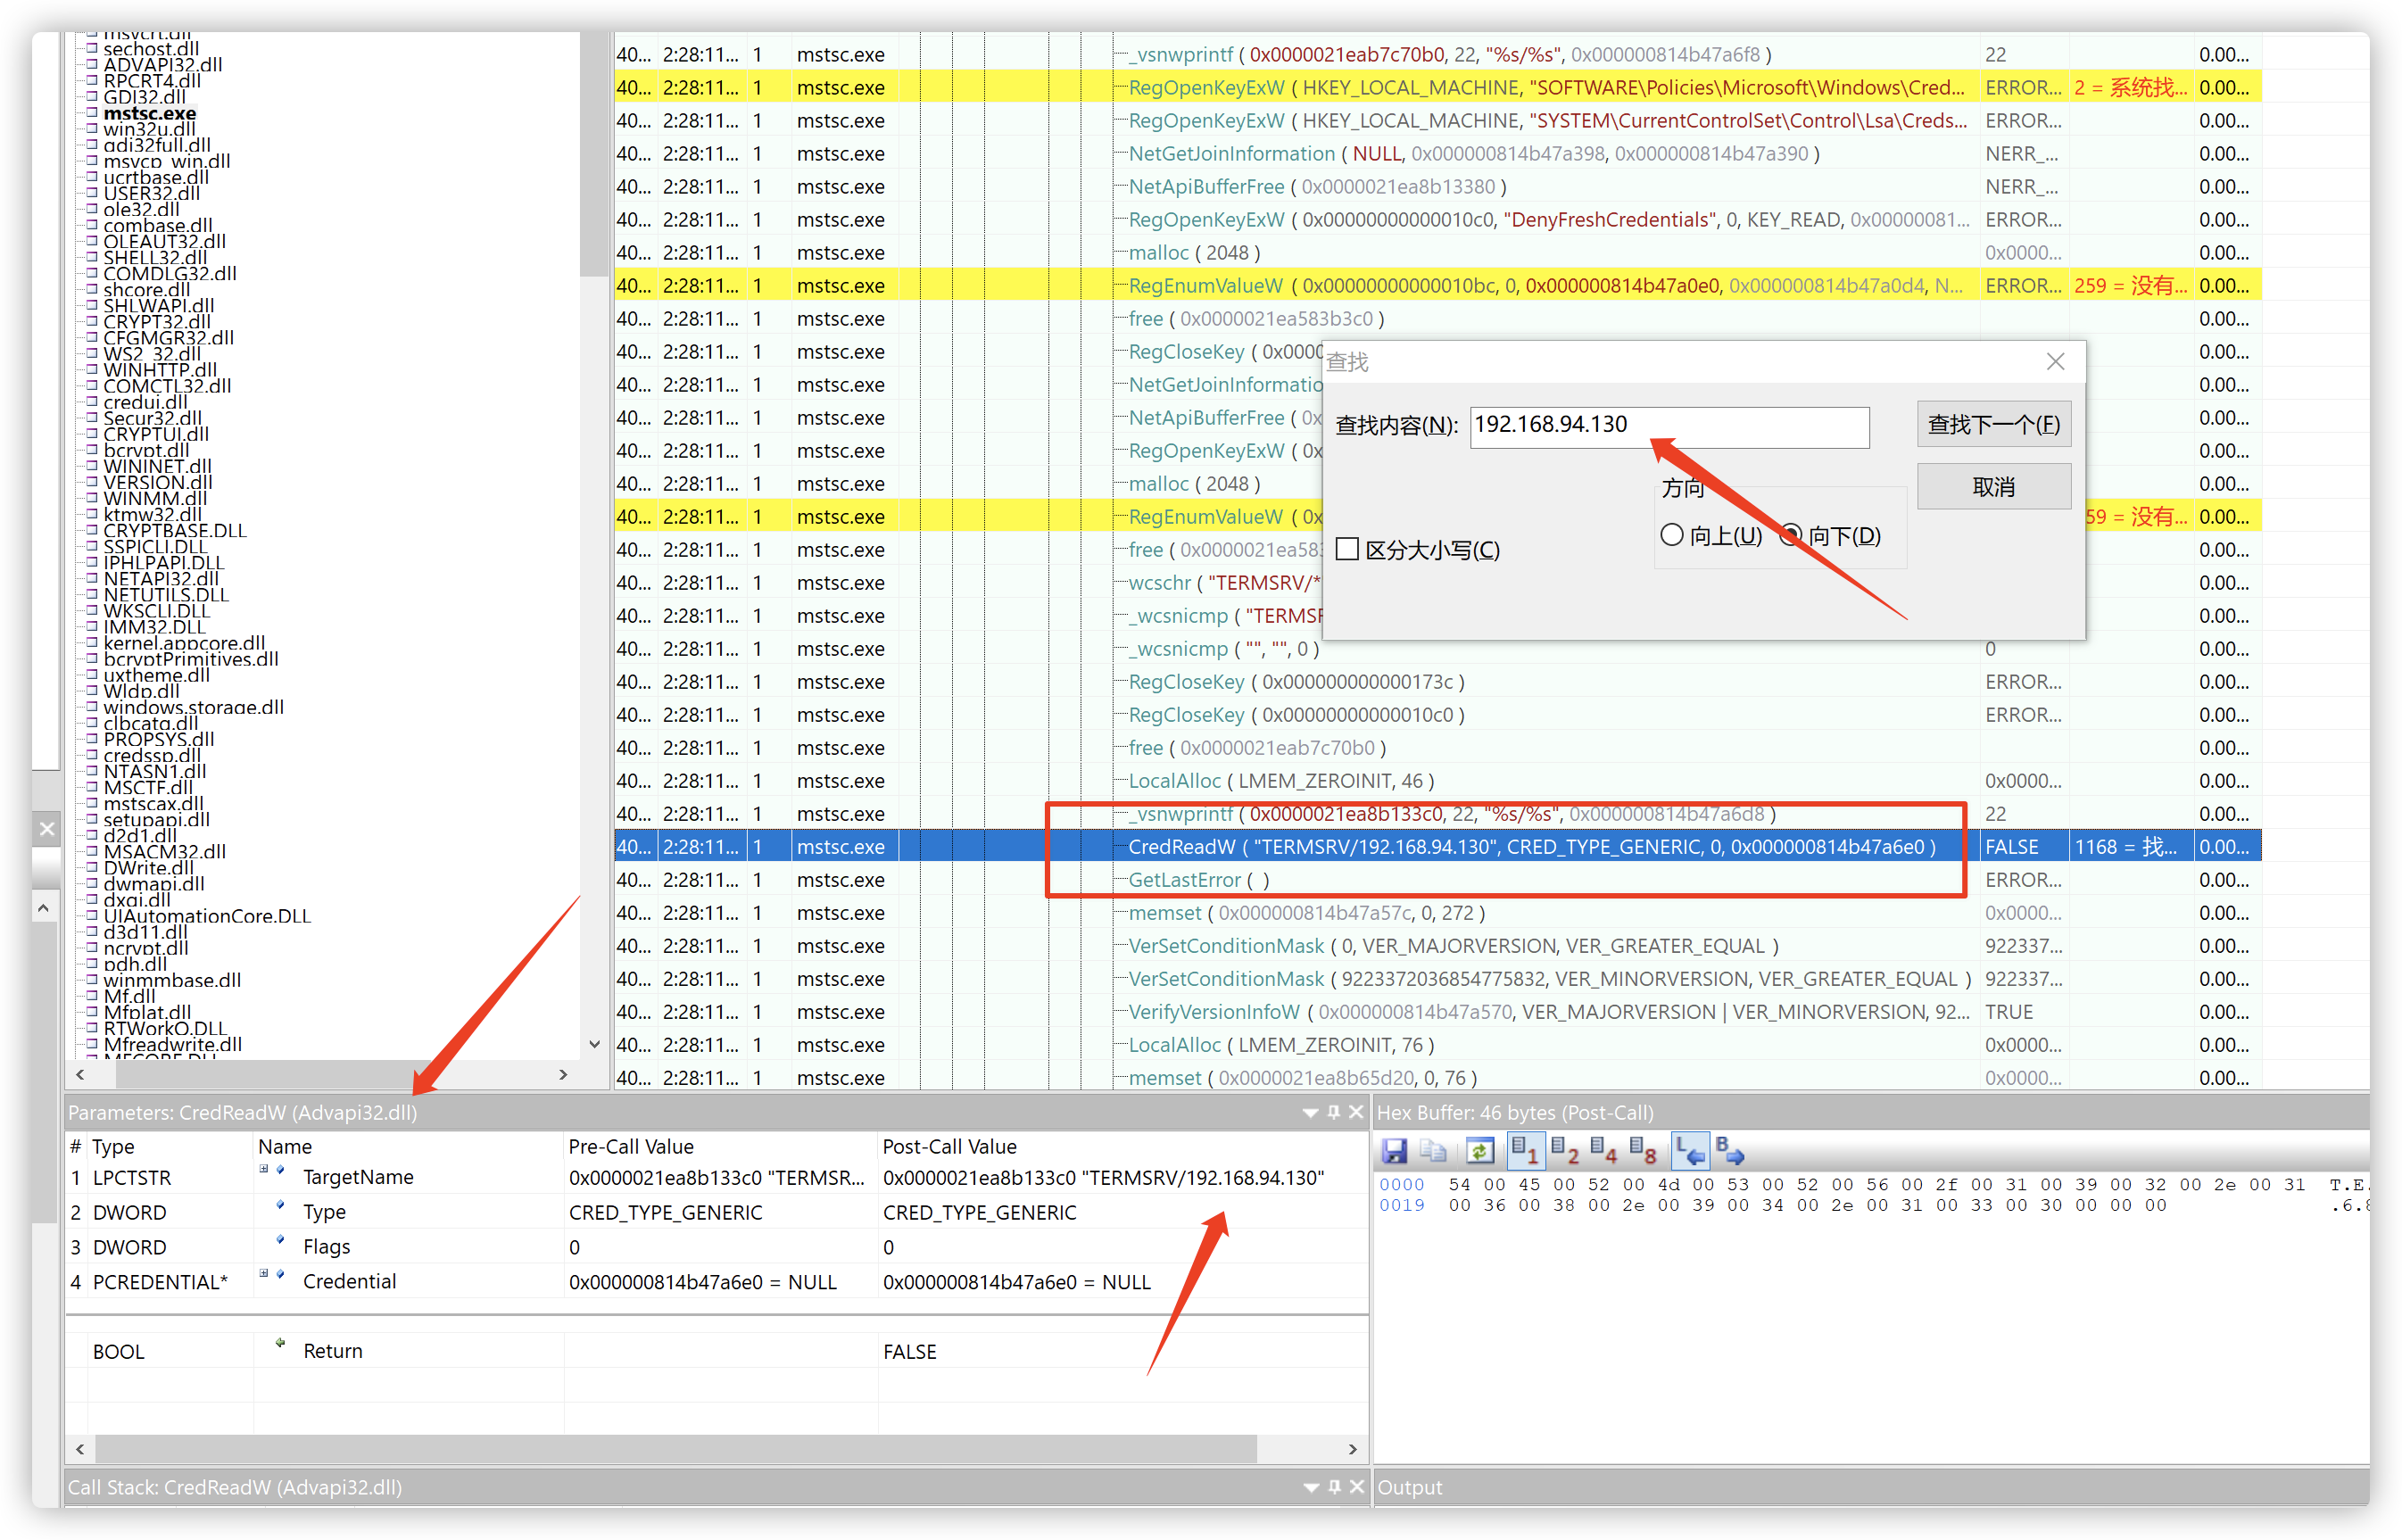 msvcrt.dll
sechost.dll
ADVAPI32.dll
RPCRT4.dll
GDI32.dll
mstsc.exe
win32u.dll
gdi32full.dll
msvcp_win.dll
ucrtbase.dll
USER32.dll
ole32.dll
combase.dll
OLEAUT32.dll
SHELL32.dll
COMDLG32.dll
shcore.dll
SHLWAPI.dll
CRYPT32.dll
CFGMGR32.dll
WS2_32.dll
WINHTTP.dll
COMCTL32.dll
credui.dll
Secur32.dll
CRYPTUI.dll
bcrypt.dll
WININET.dll
VERSION.dll
WINMM.dll
ktmw32.dll
CRYPTBASE.DLL
SSPICLI.DLL
IPHLPAPI.DLL
NETAPI32.dll
NETUTILS.DLL
WKSCLI.DLL
IMM32.DLL
kernel.appcore.dll
bcryptPrimitives.dll
uxtheme.dll
Wldp.dll
windows.storage.dll
clbcatq.dll
PROPSYS.dll
credssp.dll
NTASN1.dll
MSCTF.dll
mstscax.dll
setupapi.dll
d2d1.dll
MSACM32.dll
DWrite.dll
dwmapi.dll
dxgi.dll
UIAutomationCore.DLL
d3d11.dll
ncrypt.dll
pdh.dll
winmmbase.dll
Mf.dll
Mfplat.dll
RTWorkQ.DLL
Mfreadwrite.dll
MFCORE.DLL
40... 2:28:11... 1 mstsc.exe _vsnwprintf ( 0x0000021eab7c70b0, 22, "%s/%s", 0x000000814b47a6f8 ) 22 0.00...
40... 2:28:11... 1 mstsc.exe RegOpenKeyExW ( HKEY_LOCAL_MACHINE, "SOFTWARE\Policies\Microsoft\Windows\Cred... ERROR... 2 = 系统找... 0.00...
40... 2:28:11... 1 mstsc.exe RegOpenKeyExW ( HKEY_LOCAL_MACHINE, "SYSTEM\CurrentControlSet\Control\Lsa\Creds... ERROR... 0.00...
40... 2:28:11... 1 mstsc.exe NetGetJoinInformation ( NULL, 0x000000814b47a398, 0x000000814b47a390 ) NERR_... 0.00...
40... 2:28:11... 1 mstsc.exe NetApiBufferFree ( 0x0000021ea8b13380 ) NERR_... 0.00...
40... 2:28:11... 1 mstsc.exe RegOpenKeyExW ( 0x00000000000010c0, "DenyFreshCredentials", 0, KEY_READ, 0x00000081... ERROR... 0.00...
40... 2:28:11... 1 mstsc.exe malloc ( 2048 ) 0x0000... 0.00...
40... 2:28:11... 1 mstsc.exe RegEnumValueW ( 0x00000000000010bc, 0, 0x000000814b47a0e0, 0x000000814b47a0d4, N... ERROR... 259 = 没有... 0.00...
40... 2:28:11... 1 mstsc.exe free ( 0x0000021ea583b3c0 ) 0.00...
40... 2:28:11... 1 mstsc.exe RegCloseKey ( 0x0000 0.00...
40... 2:28:11... 1 mstsc.exe NetGetJoinInformatio 0.00...
40... 2:28:11... 1 mstsc.exe NetApiBufferFree ( 0x 0.00...
40... 2:28:11... 1 mstsc.exe RegOpenKeyExW ( 0x 0.00...
40... 2:28:11... 1 mstsc.exe malloc ( 2048 ) 0.00...
40... 2:28:11... 1 mstsc.exe RegEnumValueW ( 0x 59 = 没有... 0.00...
40... 2:28:11... 1 mstsc.exe free ( 0x0000021ea583 0.00...
40... 2:28:11... 1 mstsc.exe wcschr ( "TERMSRV/* 0.00...
40... 2:28:11... 1 mstsc.exe _wcsnicmp ( "TERMSR 0.00...
40... 2:28:11... 1 mstsc.exe _wcsnicmp ( "", "", 0 ) 0 0.00...
40... 2:28:11... 1 mstsc.exe RegCloseKey ( 0x000000000000173c ) ERROR... 0.00...
40... 2:28:11... 1 mstsc.exe RegCloseKey ( 0x00000000000010c0 ) ERROR... 0.00...
40... 2:28:11... 1 mstsc.exe free ( 0x0000021eab7c70b0 ) 0.00...
40... 2:28:11... 1 mstsc.exe LocalAlloc ( LMEM_ZEROINIT, 46 ) 0x0000... 0.00...
40... 2:28:11... 1 mstsc.exe _vsnwprintf ( 0x0000021ea8b133c0, 22, "%s/%s", 0x000000814b47a6d8 ) 22 0.00...
40... 2:28:11... 1 mstsc.exe CredReadW ( "TERMSRV/192.168.94.130", CRED_TYPE_GENERIC, 0, 0x000000814b47a6e0 ) FALSE 1168 = 找... 0.00...
40... 2:28:11... 1 mstsc.exe GetLastError ( ) ERROR... 0.00...
40... 2:28:11... 1 mstsc.exe memset ( 0x000000814b47a57c, 0, 272 ) 0x0000... 0.00...
40... 2:28:11... 1 mstsc.exe VerSetConditionMask ( 0, VER_MAJORVERSION, VER_GREATER_EQUAL ) 922337... 0.00...
40... 2:28:11... 1 mstsc.exe VerSetConditionMask ( 9223372036854775832, VER_MINORVERSION, VER_GREATER_EQUAL ) 922337... 0.00...
40... 2:28:11... 1 mstsc.exe VerifyVersionInfoW ( 0x000000814b47a570, VER_MAJORVERSION | VER_MINORVERSION, 92... TRUE 0.00...
40... 2:28:11... 1 mstsc.exe LocalAlloc ( LMEM_ZEROINIT, 76 ) 0x0000... 0.00...
40... 2:28:11... 1 mstsc.exe memset ( 0x0000021ea8b65d20, 0, 76 ) 0x0000... 0.00...
查找
查找内容(N): 192.168.94.130 查找下一个(F)
方向 取消
向上(U) 向下(D)
区分大小写(C)
Parameters: CredReadW (Advapi32.dll)
# Type Name Pre-Call Value Post-Call Value
1 LPCTSTR TargetName 0x0000021ea8b133c0 "TERMSR... 0x0000021ea8b133c0 "TERMSRV/192.168.94.130"
2 DWORD Type CRED_TYPE_GENERIC CRED_TYPE_GENERIC
3 DWORD Flags 0 0
4 PCREDENTIAL* Credential 0x000000814b47a6e0 = NULL 0x000000814b47a6e0 = NULL
BOOL Return FALSE
Hex Buffer: 46 bytes (Post-Call)
1 2 4 8 L B
0000 54 00 45 00 52 00 4d 00 53 00 52 00 56 00 2f 00 31 00 39 00 32 00 2e 00 31 T.E.
0019 00 36 00 38 00 2e 00 39 00 34 00 2e 00 31 00 33 00 30 00 00 00 .6.8
Call Stack: CredReadW (Advapi32.dll)
Output